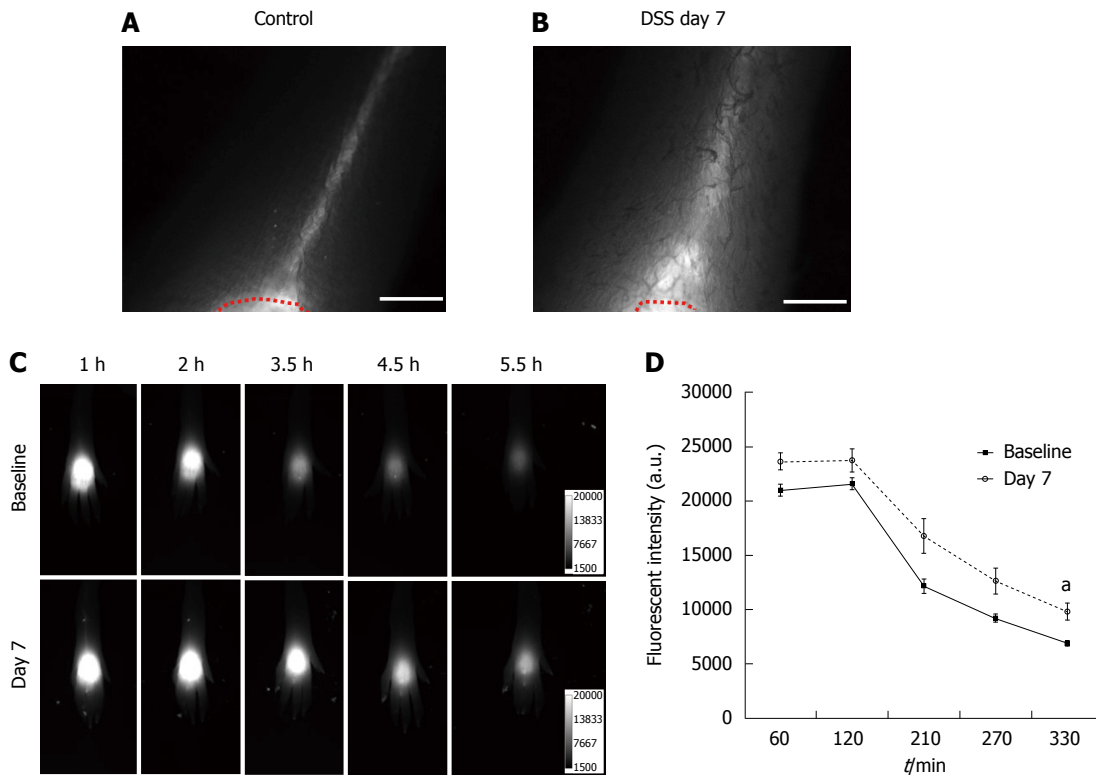 A Control
B DSS day 7
C 1 h 2 h 3.5 h 4.5 h 5.5 h
Baseline
20000
13833
7667
1500
Day 7
20000
13833
7667
1500
D
Fluorescent intensity (a.u.)
30000
25000
20000
15000
10000
5000
0
Baseline
Day 7
a
60 120 210 270 330
t/min